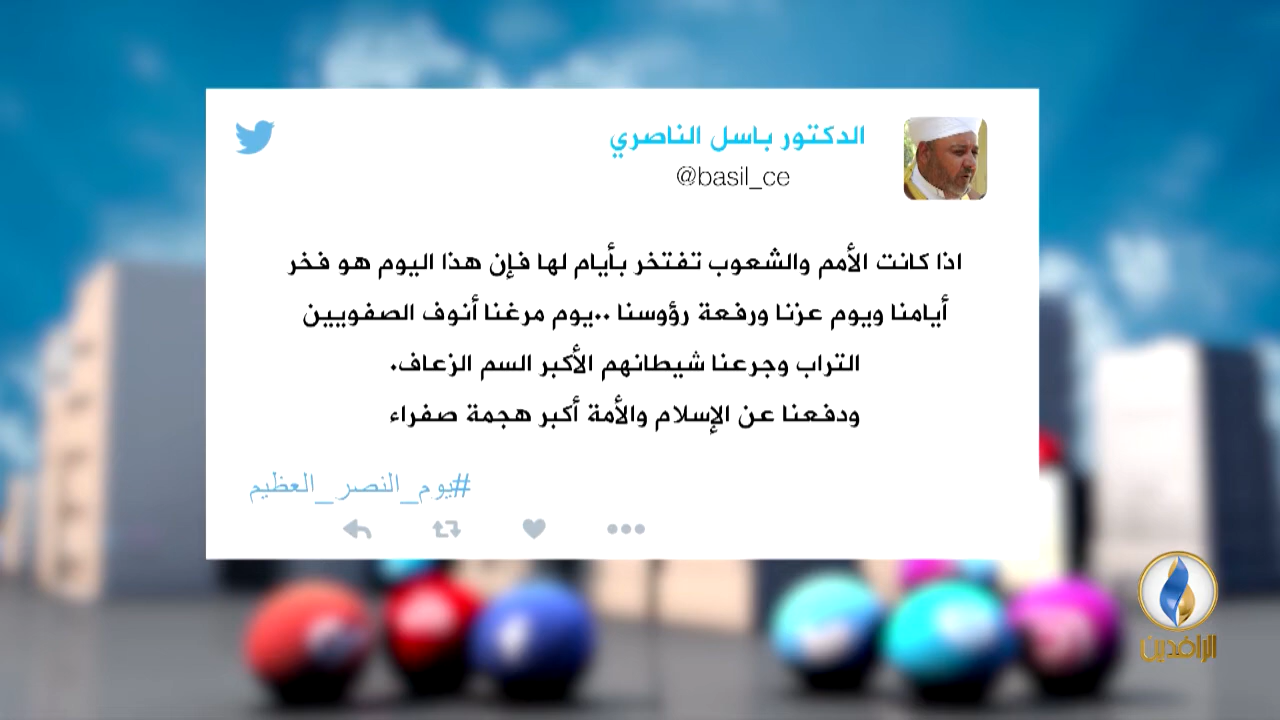 الدكتور باسل الناصري
@basil_ce
اذا كانت الأمم والشعوب تفتخر بأيام لها فإن هذا اليوم هو فخر
أيامنا ويوم عزنا ورفعة رؤوسنا ..يوم مرغنا أنوف الصفويين
التراب وجرعنا شيطانهم الأكبر السم الزعاف.
ودفعنا عن الإسلام والأمة أكبر هجمة صفراء
#يوم_النصر_العظيم
الرافدين